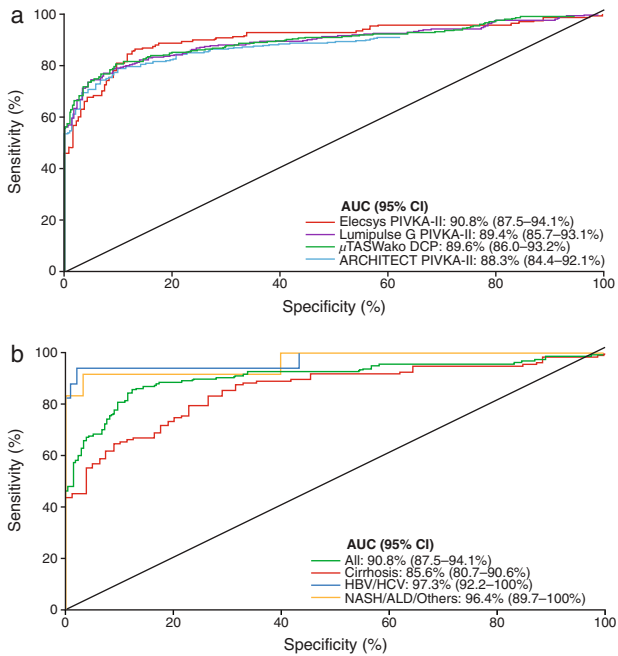 a
100
80
60
40
20
0
Sensitivity (%)
AUC (95% CI)
Elecsys PIVKA-II: 90.8% (87.5–94.1%)
Lumipulse G PIVKA-II: 89.4% (85.7–93.1%)
μTASWako DCP: 89.6% (86.0–93.2%)
ARCHITECT PIVKA-II: 88.3% (84.4–92.1%)
0 20 40 60 80 100
Specificity (%)
b
100
80
60
40
20
0
Sensitivity (%)
AUC (95% CI)
All: 90.8% (87.5–94.1%)
Cirrhosis: 85.6% (80.7–90.6%)
HBV/HCV: 97.3% (92.2–100%)
NASH/ALD/Others: 96.4% (89.7–100%)
0 20 40 60 80 100
Specificity (%)